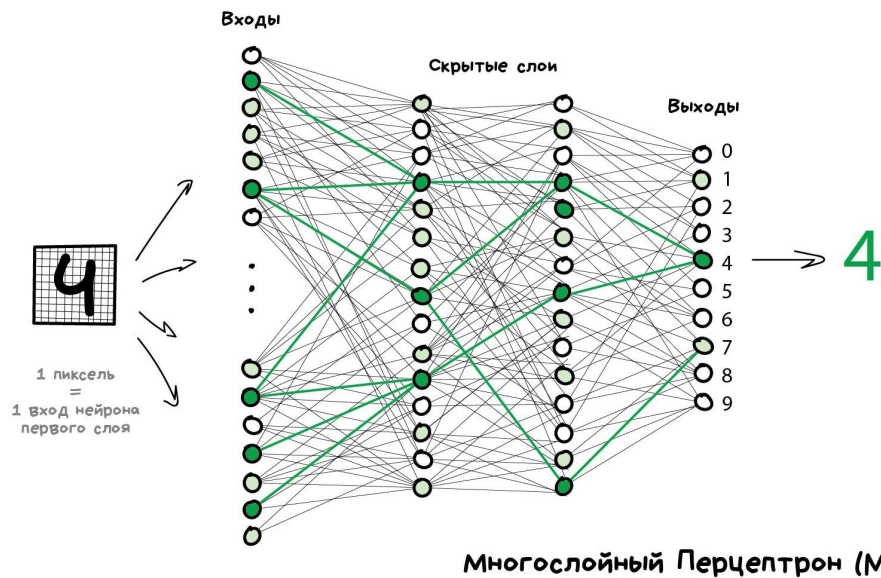 Входы
Скрытые слои
Выходы
0
1
2
3
4
5
6
7
8
9
4
4
1 пиксель
=
1 вход нейрона
первого слоя
Многослойный Перцептрон (М